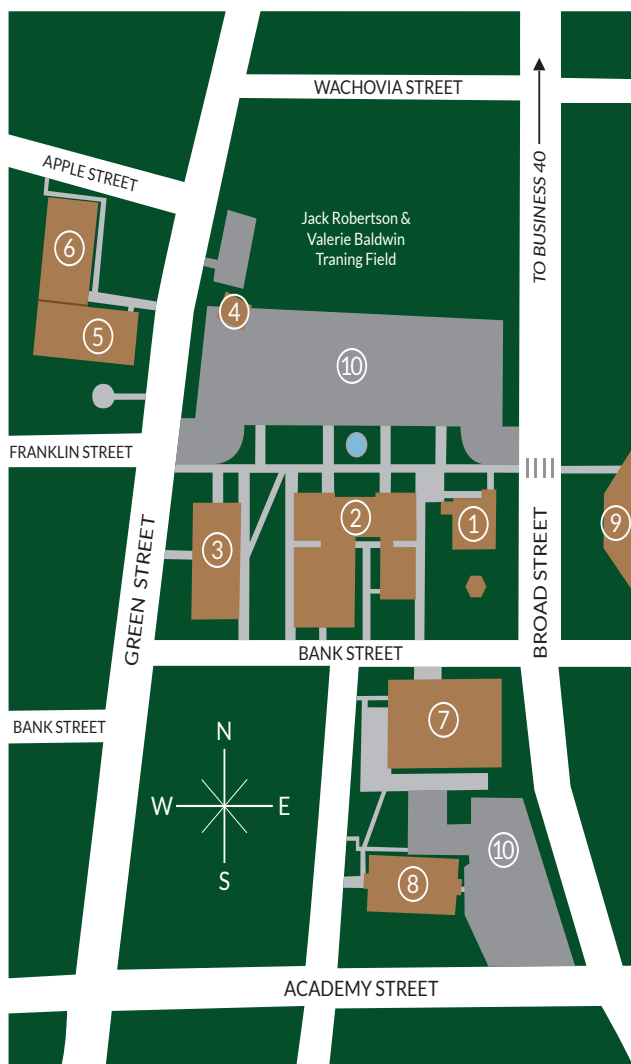 WACHOVIA STREET
APPLE STREET
TO BUSINESS 40
Jack Robertson &
Valerie Baldwin
Traning Field
6
4
5
10
FRANKLIN STREET
2
1
9
3
GREEN STREET
BROAD STREET
BANK STREET
7
BANK STREET
N
W
E
S
10
8
ACADEMY STREET